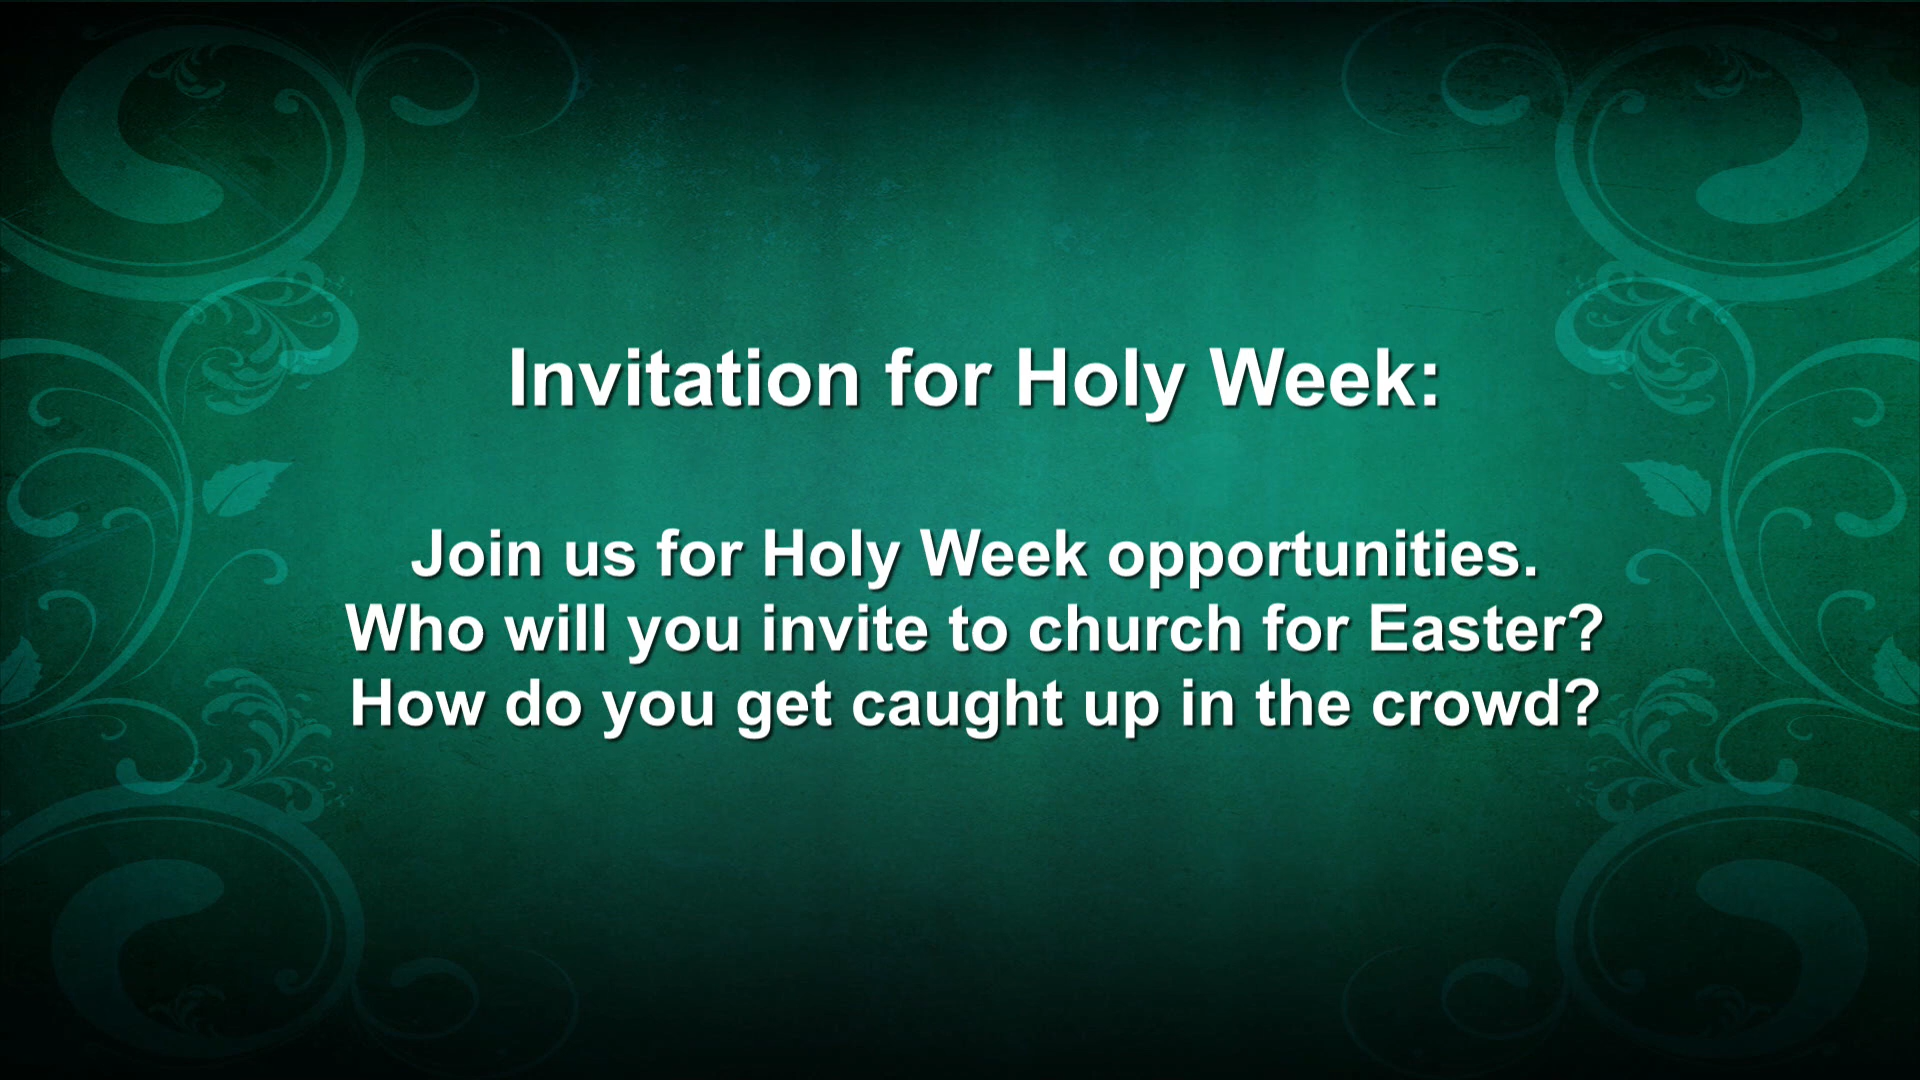 Invitation for Holy Week:
Join us for Holy Week opportunities.
Who will you invite to church for Easter?
How do you get caught up in the crowd?